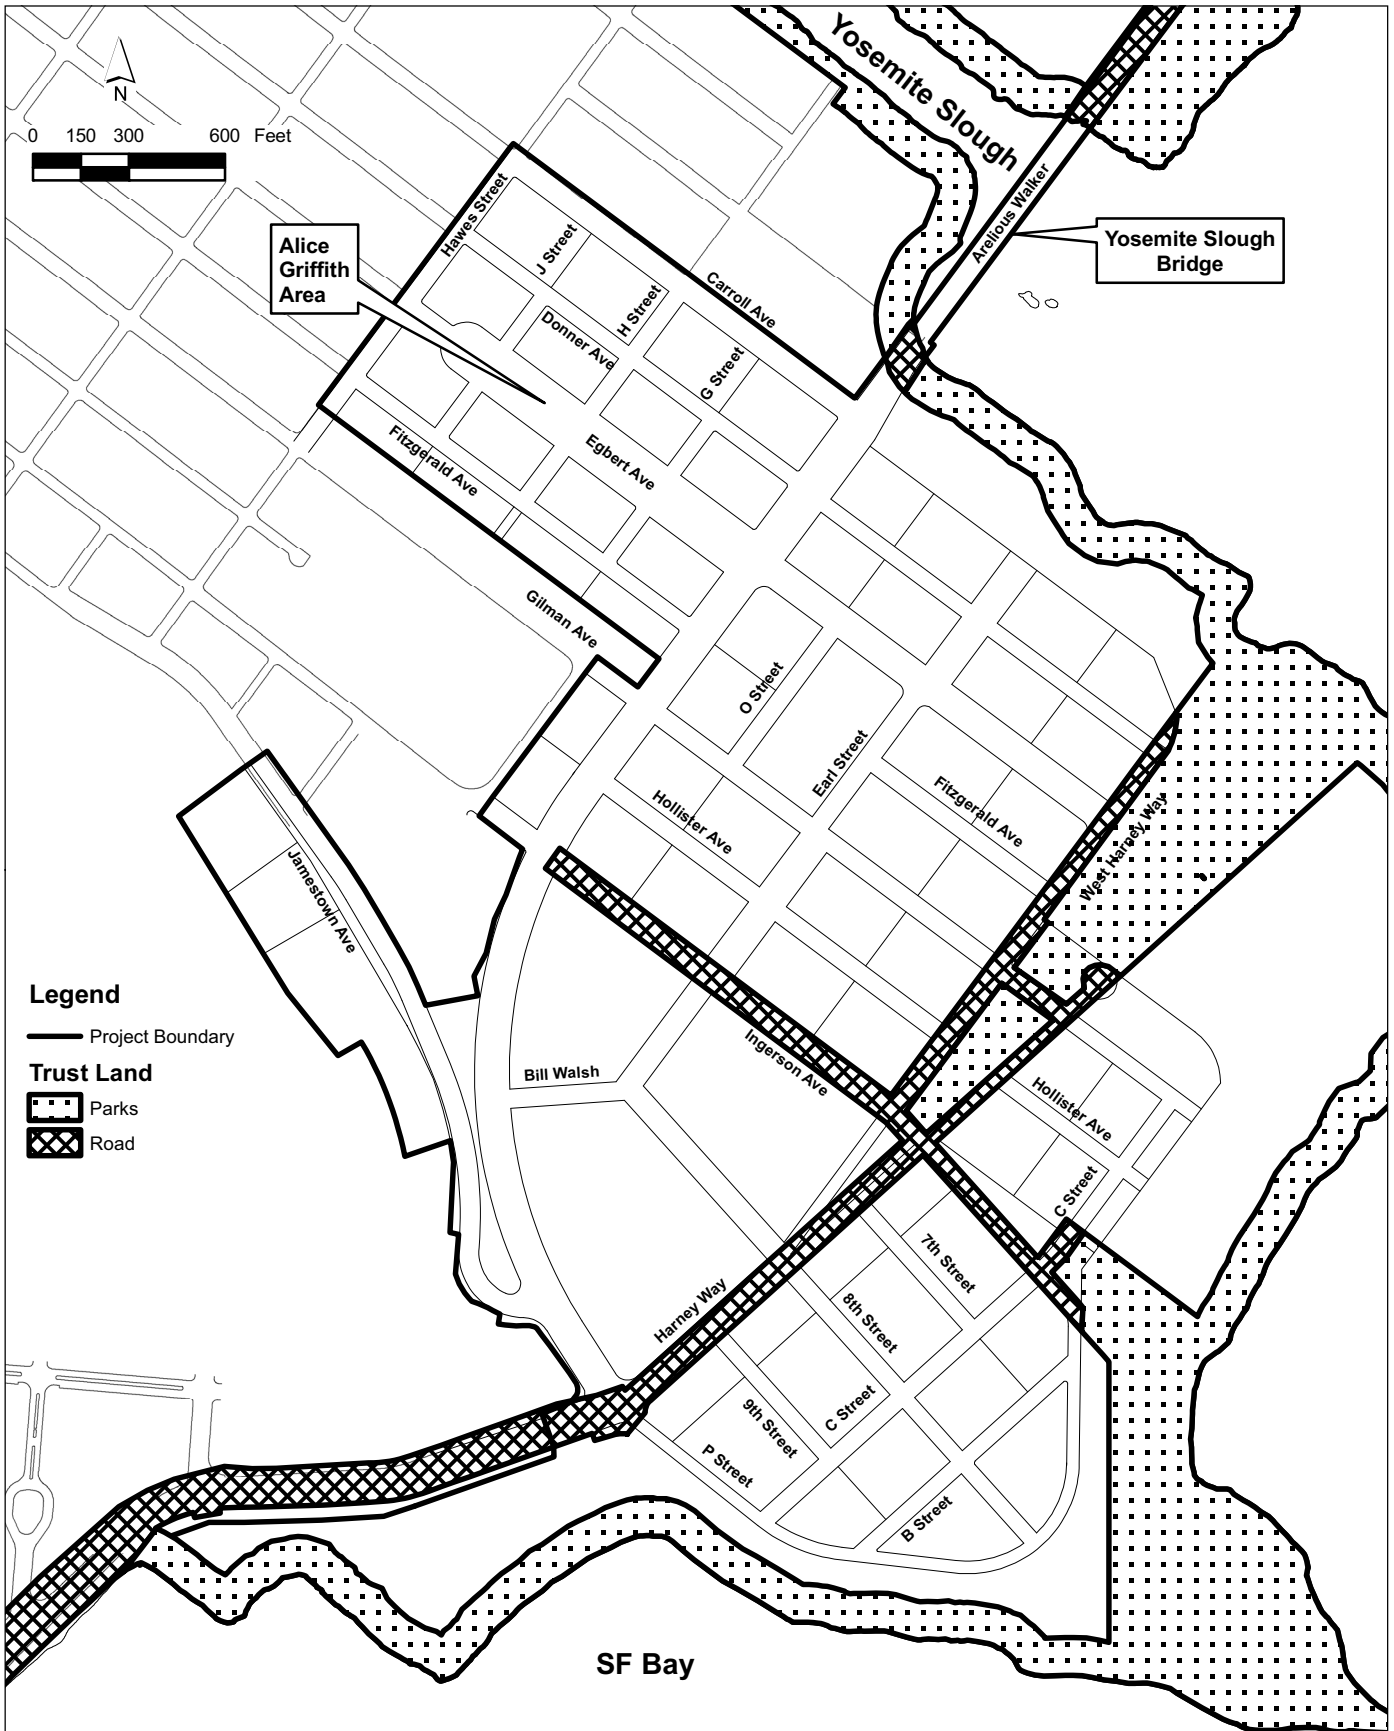 Yosemite Slough
N
0 150 300 600 Feet
Arelious Walker
Hawes Street
Alice
Griffith
Area
J Street
Yosemite Slough
Bridge
Carroll Ave
H Street
Donner Ave
G Street
Fitzgerald Ave
Egbert Ave
Gilman Ave
O Street
Earl Street
Hollister Ave
Fitzgerald Ave
West Harney Way
Jamestown Ave
Legend
Project Boundary
Trust Land
Parks
Road
Ingerson Ave
Bill Walsh
Hollister Ave
C Street
7th Street
8th Street
Harney Way
9th Street
C Street
P Street
B Street
SF Bay